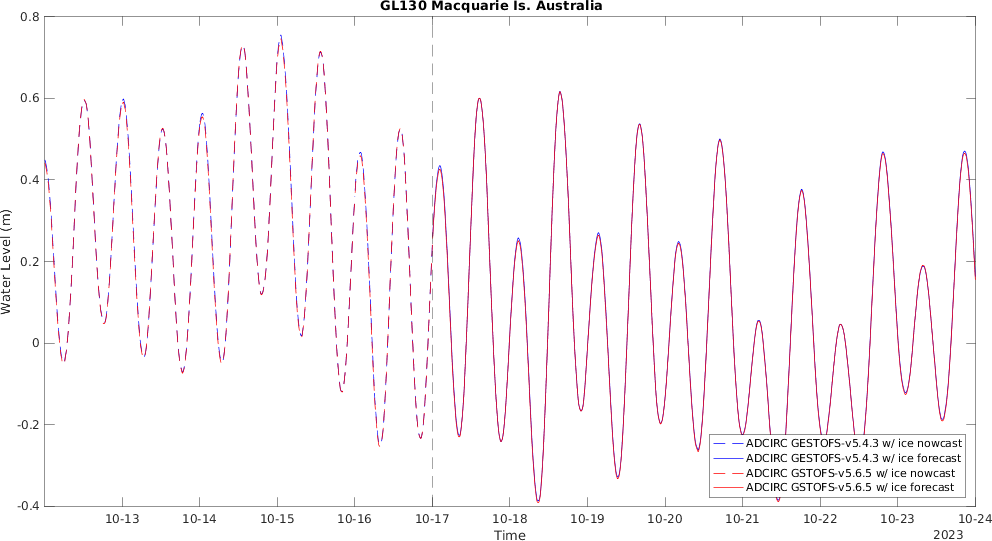 GL130 Macquarie Is. Australia
0.8
0.6
0.4
0.2
0
-0.2
-0.4
Water Level (m)
ADCIRC GESTOFS-v5.4.3 w/ ice nowcast
ADCIRC GESTOFS-v5.4.3 w/ ice forecast
ADCIRC GSTOFS-v5.6.5 w/ ice nowcast
ADCIRC GSTOFS-v5.6.5 w/ ice forecast
10-13 10-14 10-15 10-16 10-17 10-18 10-19 10-20 10-21 10-22 10-23 10-24
Time
2023